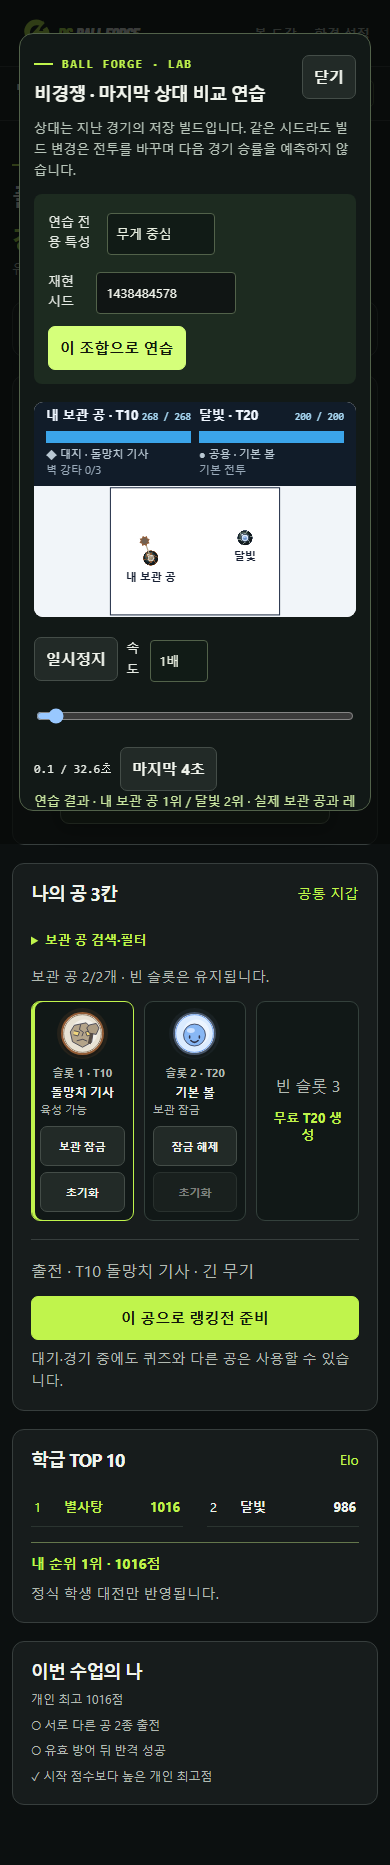 BALL FORGE · LAB
비경쟁 · 마지막 상대 비교 연습
닫기
상대는 지난 경기의 저장 빌드입니다. 같은 시드라도 빌
드 변경은 전투를 바꾸며 다음 경기 승률을 예측하지 않
습니다.
연습 전
용 특성
무게 중심
재현
시드
1438484578
이 조합으로 연습
내 보관 공 · T10 268 / 268
달빛 · T20 200 / 200
◆ 대지 · 돌망치 기사
● 공용 · 기본 볼
벽 강타 0/3
기본 전투
내 보관 공
달빛
일시정지
속
도
1배
0.1 / 32.6초
마지막 4초
연습 결과 · 내 보관 공 1위 / 달빛 2위 · 실제 보관 공과 레
나의 공 3칸
공통 지갑
▶ 보관 공 검색·필터
보관 공 2/2개 · 빈 슬롯은 유지됩니다.
슬롯 1 · T10
돌망치 기사
육성 가능
보관 잠금
초기화
슬롯 2 · T20
기본 볼
보관 잠금
잠금 해제
초기화
빈 슬롯 3
무료 T20 생
성
출전 · T10 돌망치 기사 · 긴 무기
이 공으로 랭킹전 준비
대기·경기 중에도 퀴즈와 다른 공은 사용할 수 있습
니다.
학급 TOP 10
Elo
1 별사탕 1016
2 달빛 986
내 순위 1위 · 1016점
정식 학생 대전만 반영됩니다.
이번 수업의 나
개인 최고 1016점
○ 서로 다른 공 2종 출전
○ 유효 방어 뒤 반격 성공
✓ 시작 점수보다 높은 개인 최고점